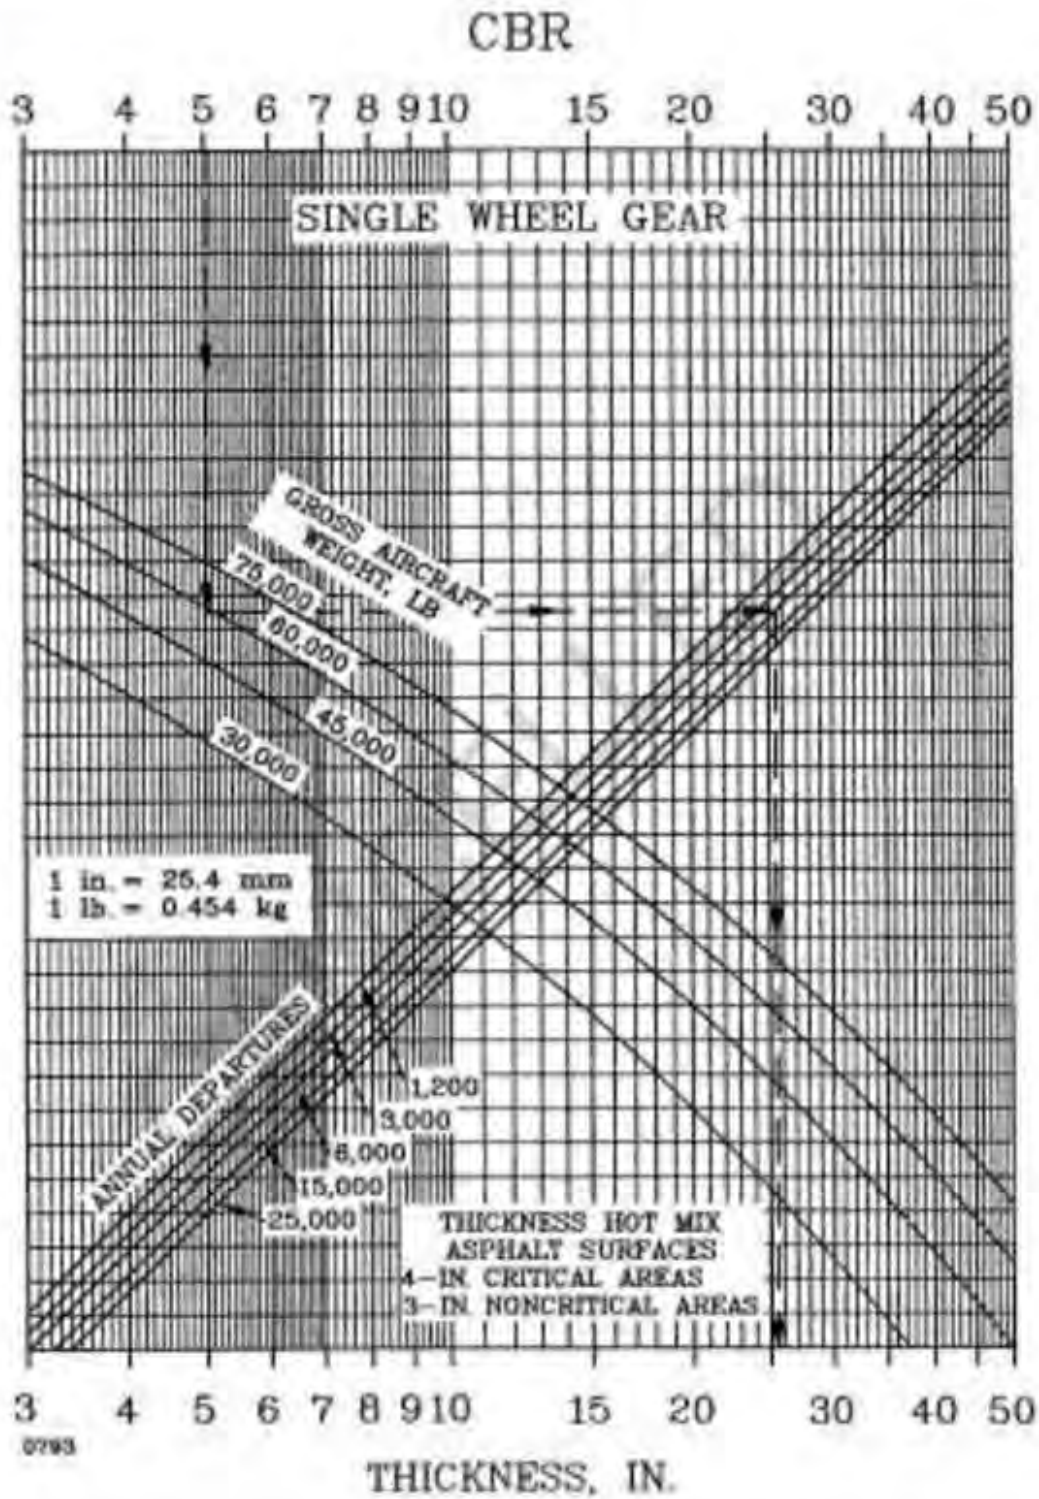 CBR
3 4 5 6 7 8 9 10 15 20 30 40 50
SINGLE WHEEL GEAR
GROSS AIRCRAFT
WEIGHT, LB
75,000
60,000
45,000
30,000
1 in. = 25.4 mm
1 lb. = 0.454 kg
ANNUAL DEPARTURES
1,200
3,000
6,000
15,000
25,000
THICKNESS HOT MIX
ASPHALT SURFACES
4-IN. CRITICAL AREAS
3-IN. NONCRITICAL AREAS
3 4 5 6 7 8 9 10 15 20 30 40 50
0793
THICKNESS, IN.